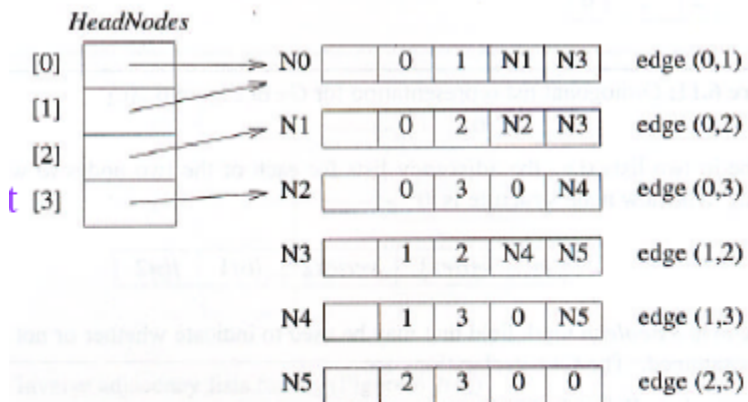 HeadNodes
[0]
[1]
[2]
t [3]
N0 0 1 N1 N3 edge (0,1)
N1 0 2 N2 N3 edge (0,2)
N2 0 3 0 N4 edge (0,3)
N3 1 2 N4 N5 edge (1,2)
N4 1 3 0 N5 edge (1,3)
N5 2 3 0 0 edge (2,3)